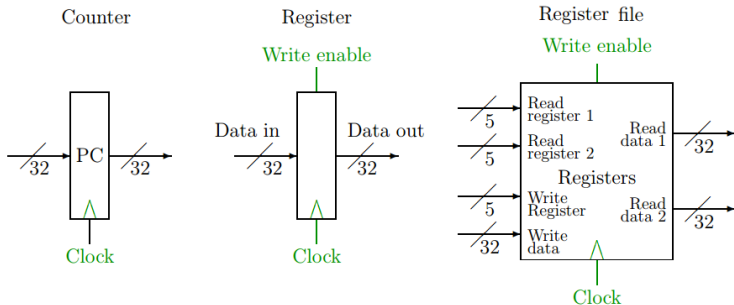 Counter
32
PC
32
Clock
Register
Write enable
Data in
32
Data out
32
Clock
Register file
Write enable
5
Read
register 1
5
Read
register 2
5
Write
Register
32
Write
data
Registers
Read
data 1
32
Read
data 2
32
Clock